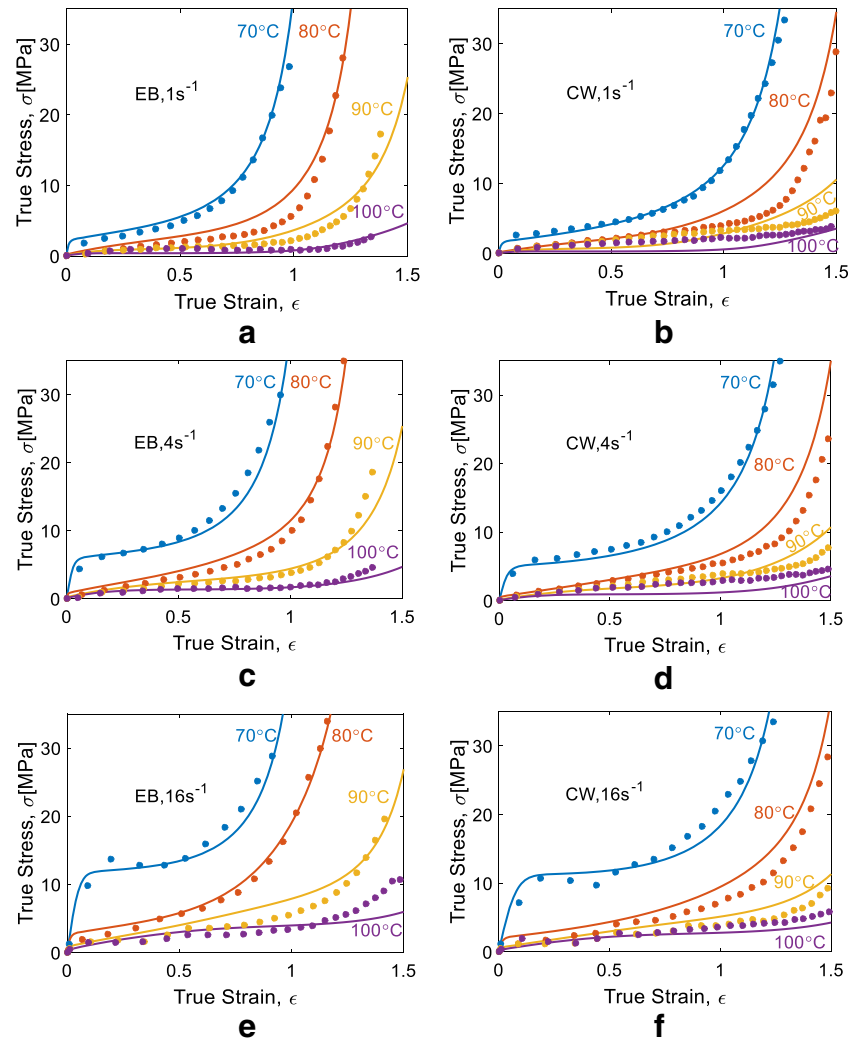 True Stress, σ[MPa]
30
20
10
0
70°C
80°C
EB,1s⁻¹
90°C
100°C
0
0.5
1
1.5
True Strain, ϵ
a
True Stress, σ[MPa]
30
20
10
0
70°C
CW,1s⁻¹
80°C
90°C
100°C
0
0.5
1
1.5
True Strain, ϵ
b
True Stress, σ[MPa]
30
20
10
0
70°C
80°C
EB,4s⁻¹
90°C
100°C
0
0.5
1
1.5
True Strain, ϵ
c
True Stress, σ[MPa]
30
20
10
0
70°C
CW,4s⁻¹
80°C
90°C
100°C
0
0.5
1
1.5
True Strain, ϵ
d
True Stress, σ[MPa]
30
20
10
0
70°C
80°C
EB,16s⁻¹
90°C
100°C
0
0.5
1
1.5
True Strain, ϵ
e
True Stress, σ[MPa]
30
20
10
0
70°C
CW,16s⁻¹
80°C
90°C
100°C
0
0.5
1
1.5
True Strain, ϵ
f